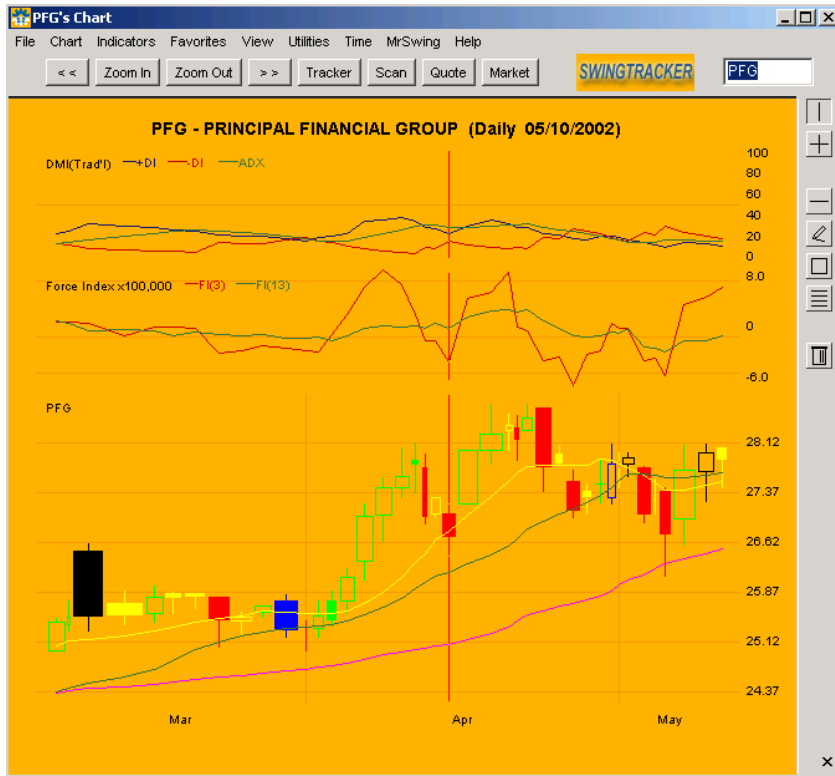 PFG's Chart
File Chart Indicators Favorites View Utilities Time MrSwing Help
<< Zoom In Zoom Out >> Tracker Scan Quote Market SWINGTRACKER PFG
PFG - PRINCIPAL FINANCIAL GROUP (Daily 05/10/2002)
DMI(Trad'l) +DI -DI ADX
100
80
60
40
20
0
Force Index x100,000 FI(3) FI(13)
8.0
0
-6.0
PFG
28.12
27.37
26.62
25.87
25.12
24.37
Mar Apr May